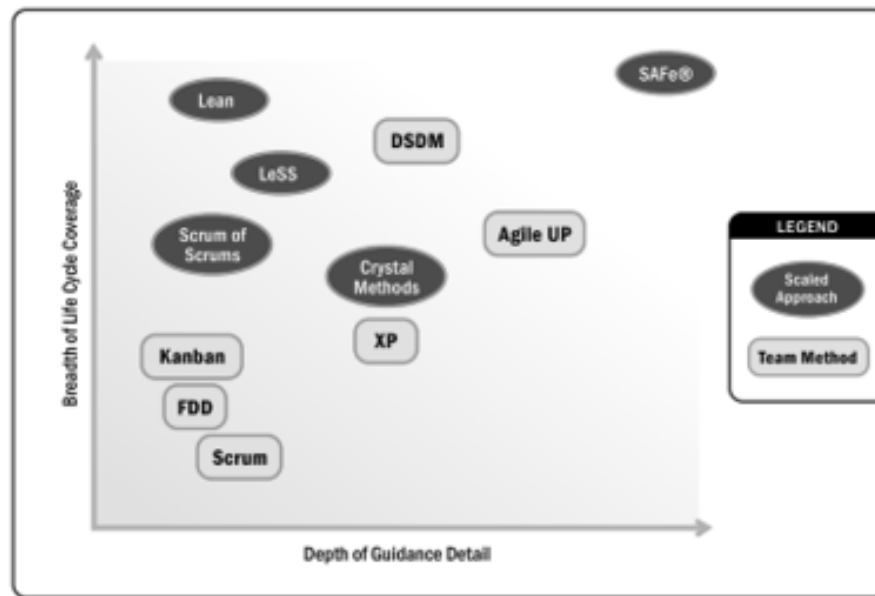 SAFe®
Lean
DSDM
LeSS
Agile UP
Scrum of
Scrums
Crystal
Methods
XP
Kanban
FDD
Scrum
Breadth of Life Cycle Coverage
Depth of Guidance Detail
LEGEND
Scaled
Approach
Team Method